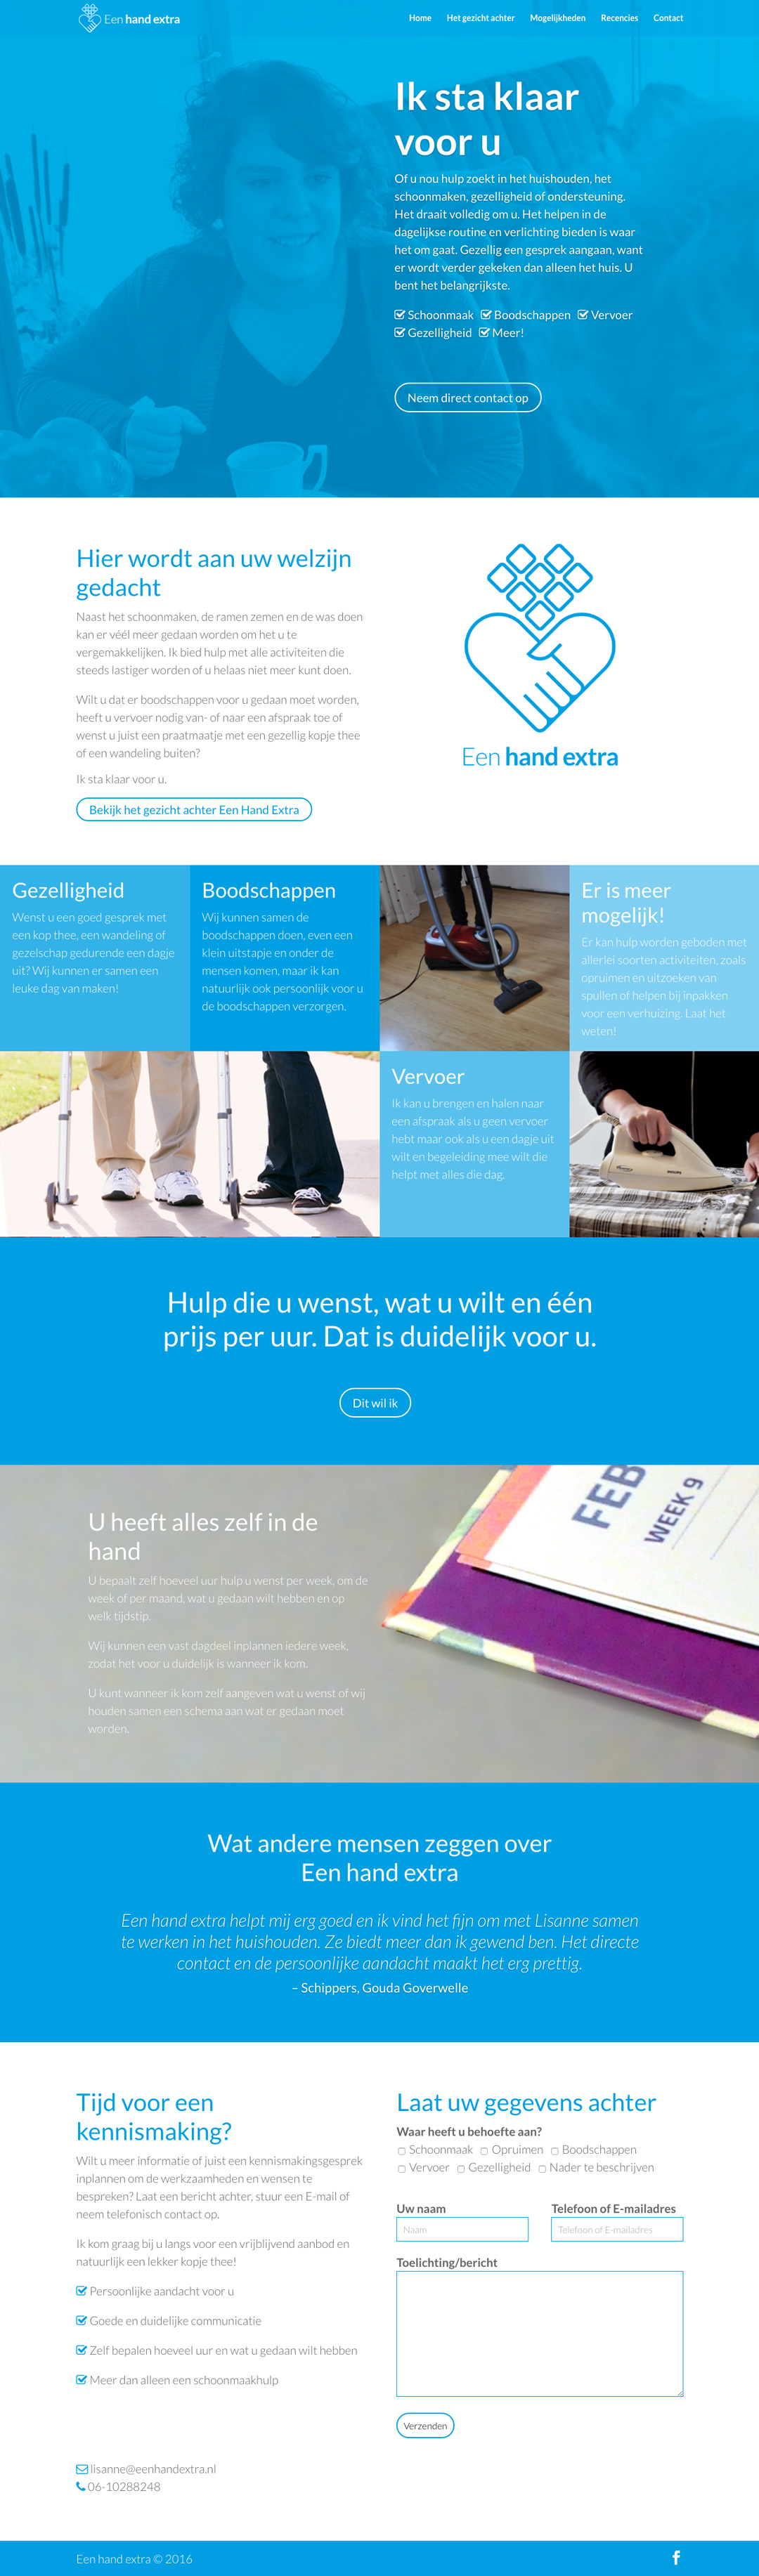 Een hand extra
Home Het gezicht achter Mogelijkheden Recencies Contact
Ik sta klaar
voor u
Of u nou hulp zoekt in het huishouden, het
schoonmaken, gezelligheid of ondersteuning.
Het draait volledig om u. Het helpen in de
dagelijkse routine en verlichting bieden is waar
het om gaat. Gezellig een gesprek aangaan, want
er wordt verder gekeken dan alleen het huis. U
bent het belangrijkste.
Schoonmaak Boodschappen Vervoer
Gezelligheid Meer!
Neem direct contact op
Hier wordt aan uw welzijn
gedacht
Naast het schoonmaken, de ramen zemen en de was doen
kan er véél meer gedaan worden om het u te
vergemakkelijken. Ik bied hulp met alle activiteiten die
steeds lastiger worden of u helaas niet meer kunt doen.
Wilt u dat er boodschappen voor u gedaan moet worden,
heeft u vervoer nodig van- of naar een afspraak toe of
wenst u juist een praatmaatje met een gezellig kopje thee
of een wandeling buiten?
Ik sta klaar voor u.
Bekijk het gezicht achter Een Hand Extra
Een hand extra
Gezelligheid
Wenst u een goed gesprek met
een kop thee, een wandeling of
gezelschap gedurende een dagje
uit? Wij kunnen er samen een
leuke dag van maken!
Boodschappen
Wij kunnen samen de
boodschappen doen, even een
klein uitstapje en onder de
mensen komen, maar ik kan
natuurlijk ook persoonlijk voor u
de boodschappen verzorgen.
Er is meer
mogelijk!
Er kan hulp worden geboden met
allerlei soorten activiteiten, zoals
opruimen en uitzoeken van
spullen of helpen bij inpakken
voor een verhuizing. Laat het
weten!
Vervoer
Ik kan u brengen en halen naar
een afspraak als u geen vervoer
hebt maar ook als u een dagje uit
wilt en begeleiding mee wilt die
helpt met alles die dag.
PHILIPS
Hulp die u wenst, wat u wilt en één
prijs per uur. Dat is duidelijk voor u.
Dit wil ik
U heeft alles zelf in de
hand
U bepaalt zelf hoeveel uur hulp u wenst per week, om de
week of per maand, wat u gedaan wilt hebben en op
welk tijdstip.
Wij kunnen een vast dagdeel inplannen iedere week,
zodat het voor u duidelijk is wanneer ik kom.
U kunt wanneer ik kom zelf aangeven wat u wenst of wij
houden samen een schema aan wat er gedaan moet
worden.
FEB
WEEK 9
Wat andere mensen zeggen over
Een hand extra
Een hand extra helpt mij erg goed en ik vind het fijn om met Lisanne samen
te werken in het huishouden. Ze biedt meer dan ik gewend ben. Het directe
contact en de persoonlijke aandacht maakt het erg prettig.
– Schippers, Gouda Goverwelle
Tijd voor een
kennismaking?
Wilt u meer informatie of juist een kennismakingsgesprek
inplannen om de werkzaamheden en wensen te
bespreken? Laat een bericht achter, stuur een E-mail of
neem telefonisch contact op.
Ik kom graag bij u langs voor een vrijblijvend aanbod en
natuurlijk een lekker kopje thee!
Persoonlijke aandacht voor u
Goede en duidelijke communicatie
Zelf bepalen hoeveel uur en wat u gedaan wilt hebben
Meer dan alleen een schoonmaakhulp
lisanne@eenhandextra.nl
06-10288248
Laat uw gegevens achter
Waar heeft u behoefte aan?
Schoonmaak Opruimen Boodschappen
Vervoer Gezelligheid Nader te beschrijven
Uw naam Telefoon of E-mailadres
Naam Telefoon of E-mailadres
Toelichting/bericht
Verzenden
Een hand extra © 2016